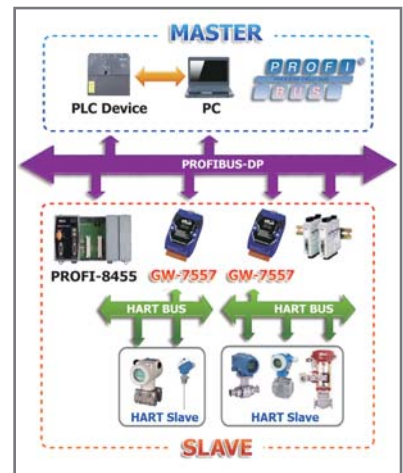 MASTER
PROFI
BUS
PLC Device
PC
PROFIBUS-DP
PROFI-8455
GW-7557
GW-7557
HART BUS
HART BUS
HART Slave
HART Slave
SLAVE